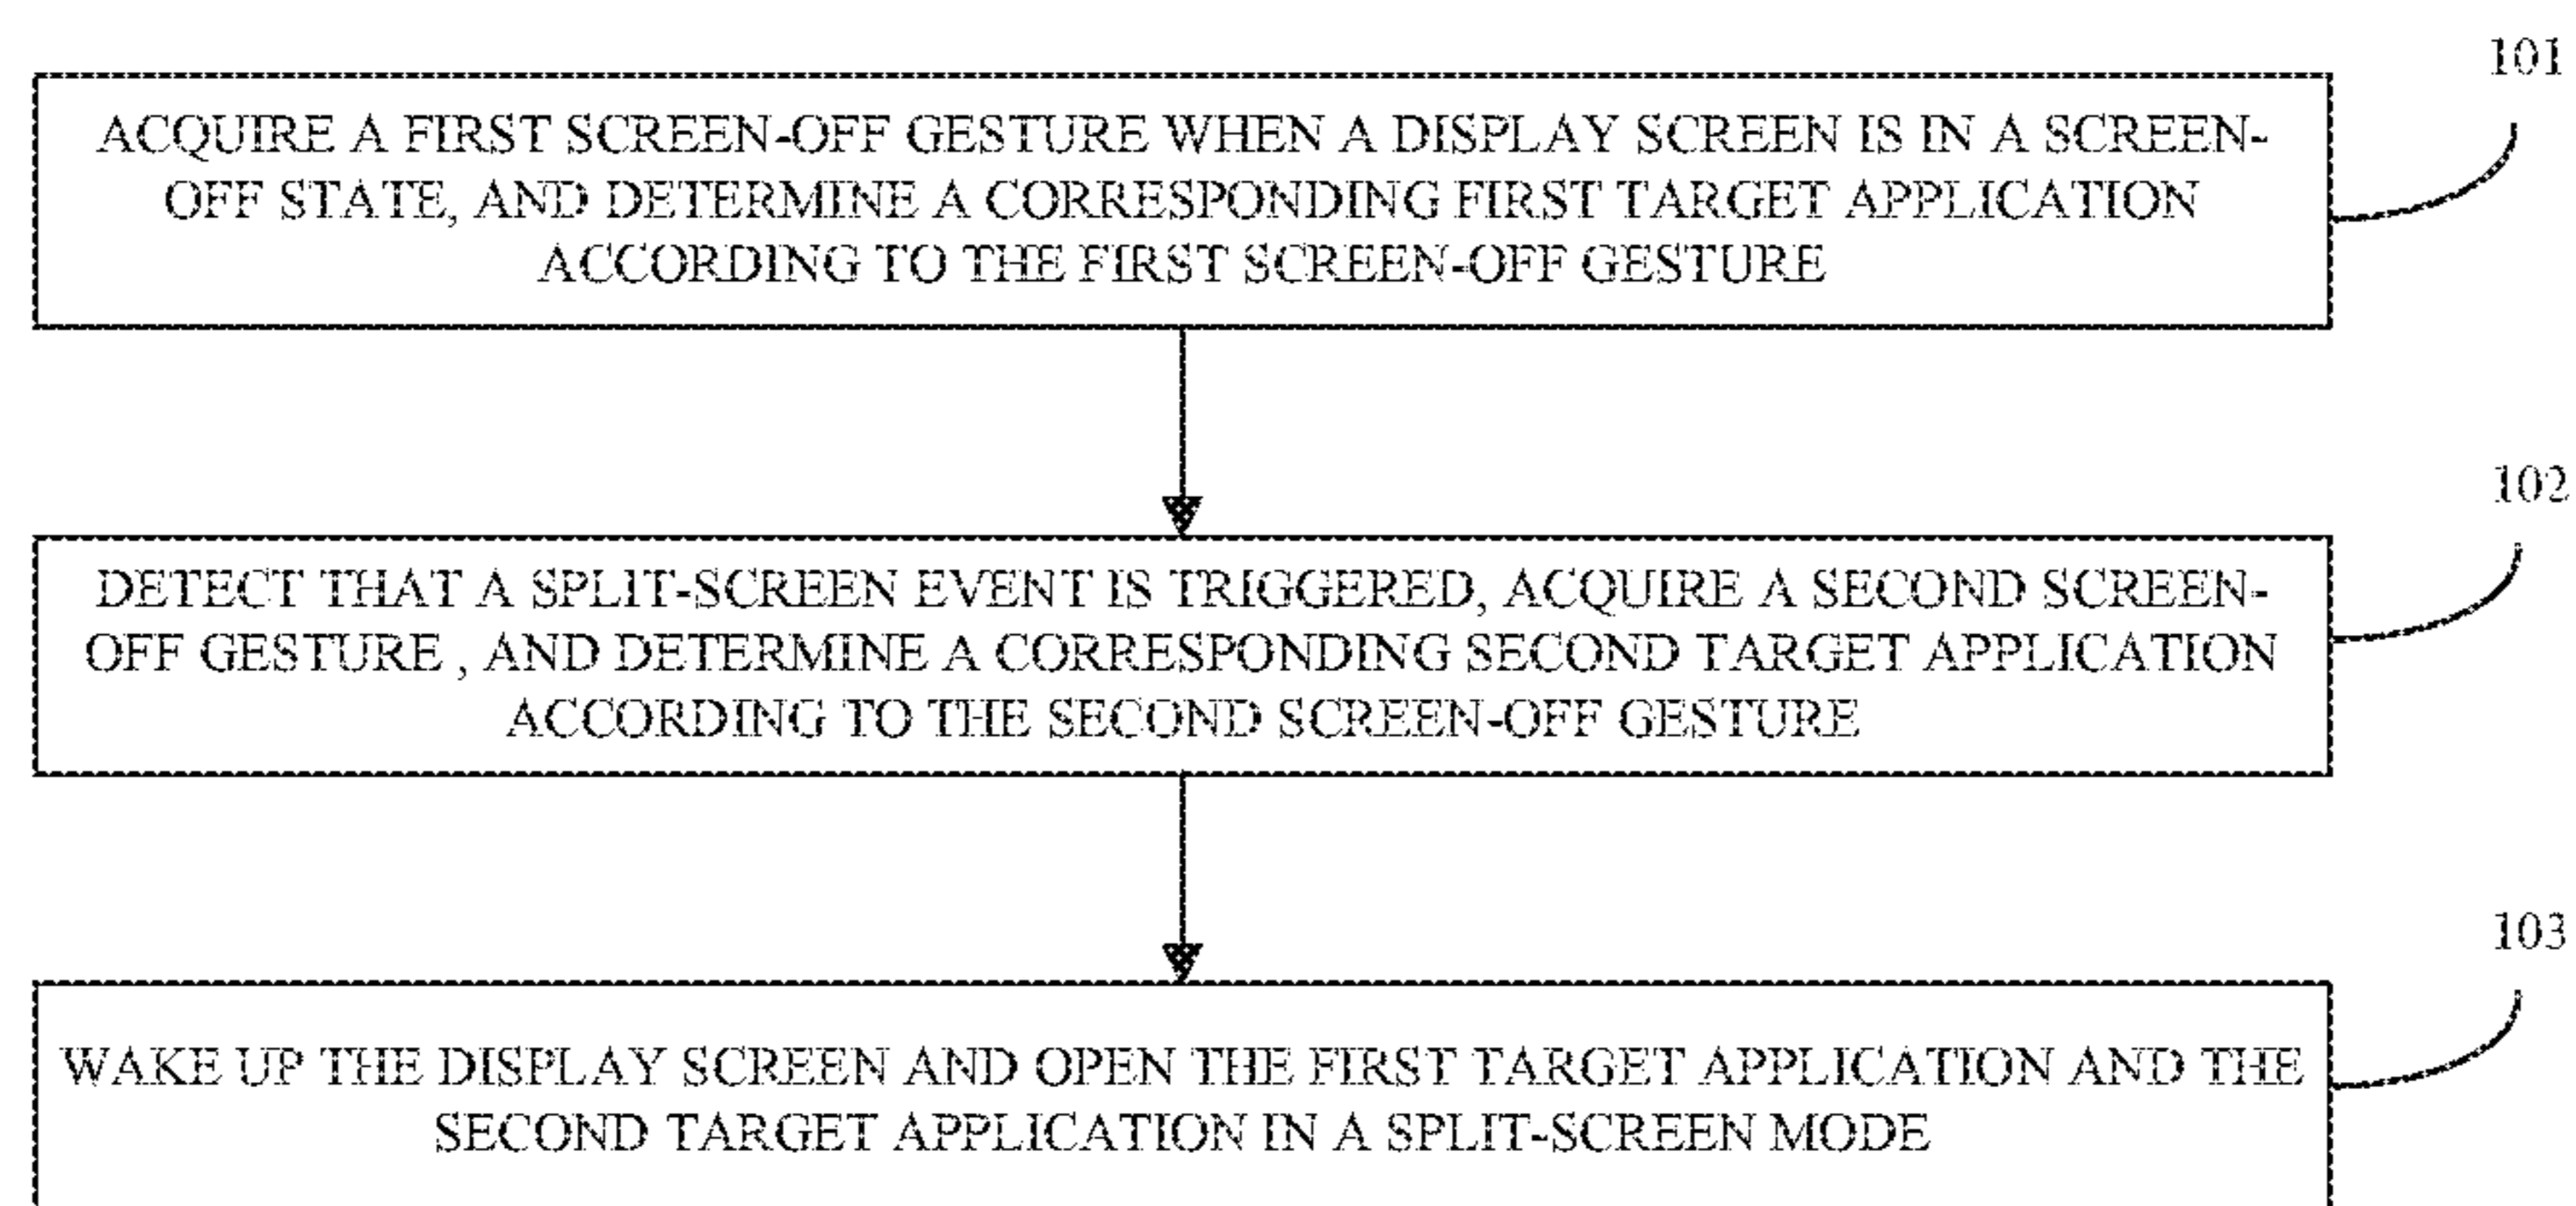 101
ACQUIRE A FIRST SCREEN-OFF GESTURE WHEN A DISPLAY SCREEN IS IN A SCREEN-
OFF STATE, AND DETERMINE A CORRESPONDING FIRST TARGET APPLICATION
ACCORDING TO THE FIRST SCREEN-OFF GESTURE
102
DETECT THAT A SPLIT-SCREEN EVENT IS TRIGGERED, ACQUIRE A SECOND SCREEN-
OFF GESTURE , AND DETERMINE A CORRESPONDING SECOND TARGET APPLICATION
ACCORDING TO THE SECOND SCREEN-OFF GESTURE
103
WAKE UP THE DISPLAY SCREEN AND OPEN THE FIRST TARGET APPLICATION AND THE
SECOND TARGET APPLICATION IN A SPLIT-SCREEN MODE